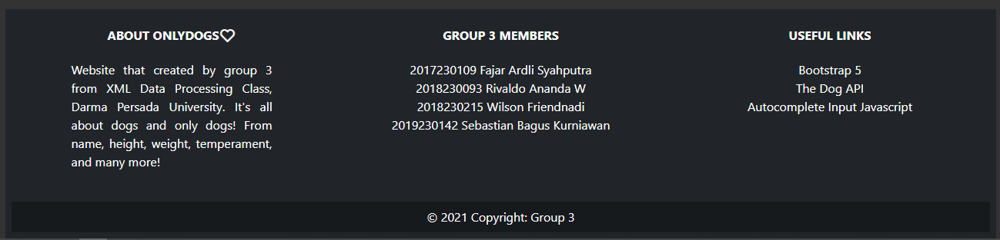 ABOUT ONLYDOGS♡
Website that created by group 3
from XML Data Processing Class,
Darma Persada University. It's all
about dogs and only dogs! From
name, height, weight, temperament,
and many more!
GROUP 3 MEMBERS
2017230109 Fajar Ardli Syahputra
2018230093 Rivaldo Ananda W
2018230215 Wilson Friendnadi
2019230142 Sebastian Bagus Kurniawan
USEFUL LINKS
Bootstrap 5
The Dog API
Autocomplete Input Javascript
© 2021 Copyright: Group 3